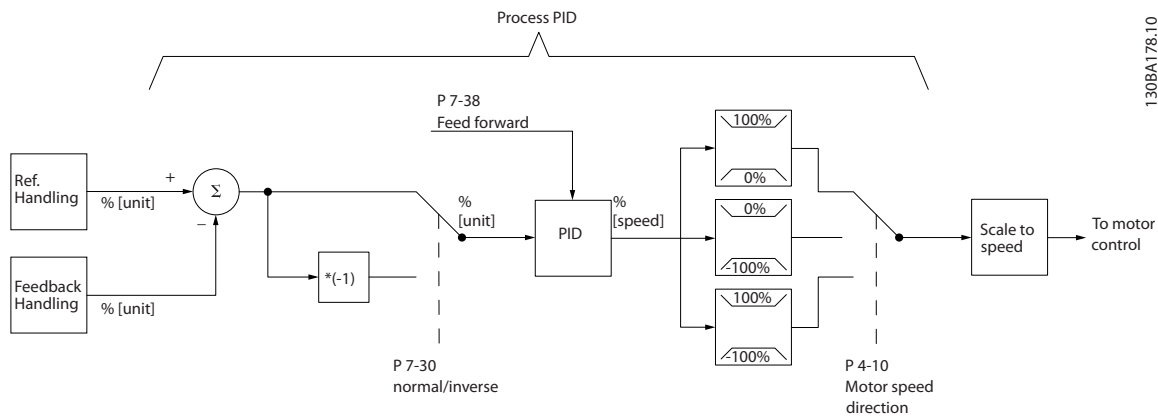 Process PID
130BA178.10
P 7-38
Feed forward
100%
0%
Ref.
Handling
+
% [unit]
Σ
−
%
[unit]
PID
%
[speed]
0%
-100%
Scale to
speed
To motor
control
*(-1)
Feedback
Handling
% [unit]
100%
-100%
P 7-30
normal/inverse
P 4-10
Motor speed
direction